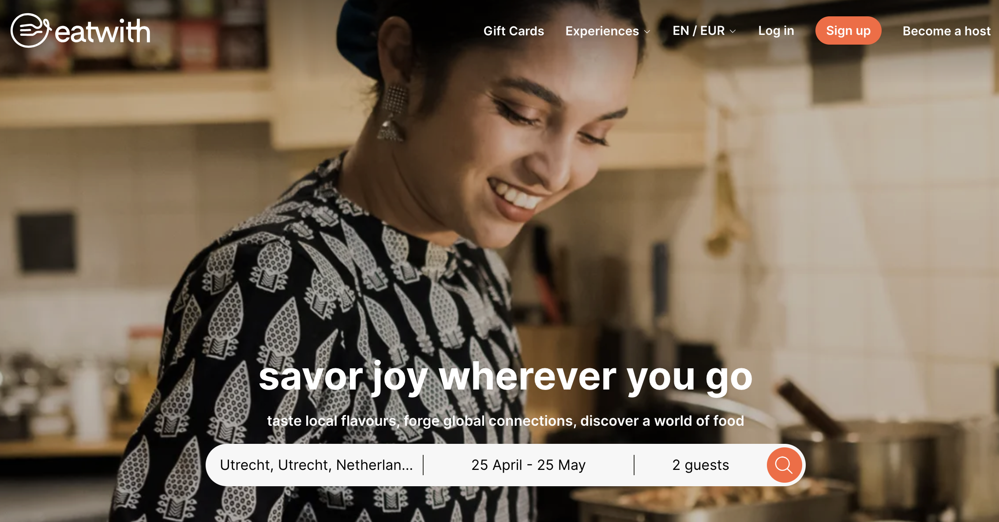 eatwith
Gift Cards
Experiences
EN / EUR
Log in
Sign up
Become a host
savor joy wherever you go
taste local flavours, forge global connections, discover a world of food
Utrecht, Utrecht, Netherlan...
25 April - 25 May
2 guests